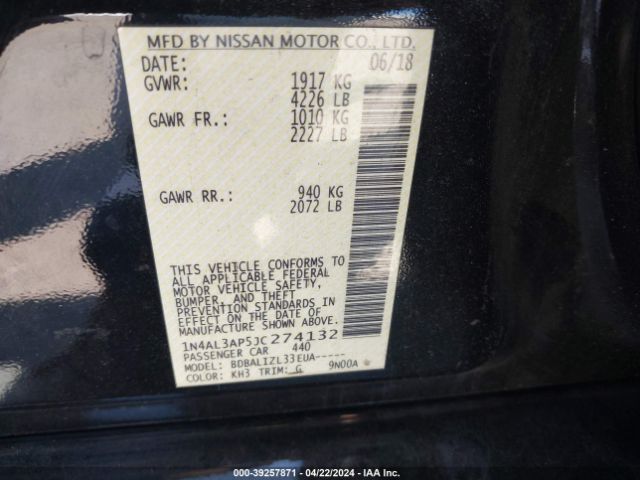 MFD BY NISSAN MOTOR CO., LTD.
DATE: 06/18
GVWR: 1917 KG
4226 LB
GAWR FR.: 1010 KG
2227 LB
GAWR RR.: 940 KG
2072 LB
THIS VEHICLE CONFORMS TO
ALL APPLICABLE FEDERAL
MOTOR VEHICLE SAFETY,
BUMPER, AND THEFT
PREVENTION STANDARDS IN
EFFECT ON THE DATE OF
MANUFACTURE SHOWN ABOVE.
1N4AL3AP5JC274132
PASSENGER CAR 440
MODEL: BDBALIZL33EUA-----
COLOR: KH3 TRIM: G 9N00A
000-39257871 | 04/22/2024 - IAA Inc.